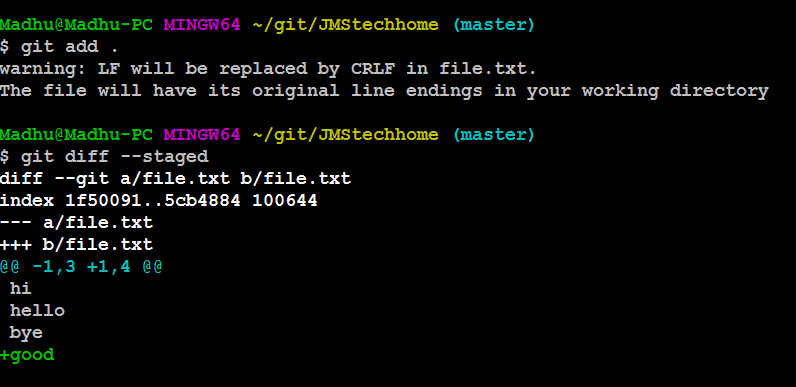 Madhu@Madhu-PC MINGW64 ~/git/JMStechhome (master)
$ git add .
warning: LF will be replaced by CRLF in file.txt.
The file will have its original line endings in your working directory
Madhu@Madhu-PC MINGW64 ~/git/JMStechhome (master)
$ git diff --staged
diff --git a/file.txt b/file.txt
index 1f50091..5cb4884 100644
--- a/file.txt
+++ b/file.txt
@@ -1,3 +1,4 @@
 hi
 hello
 bye
+good